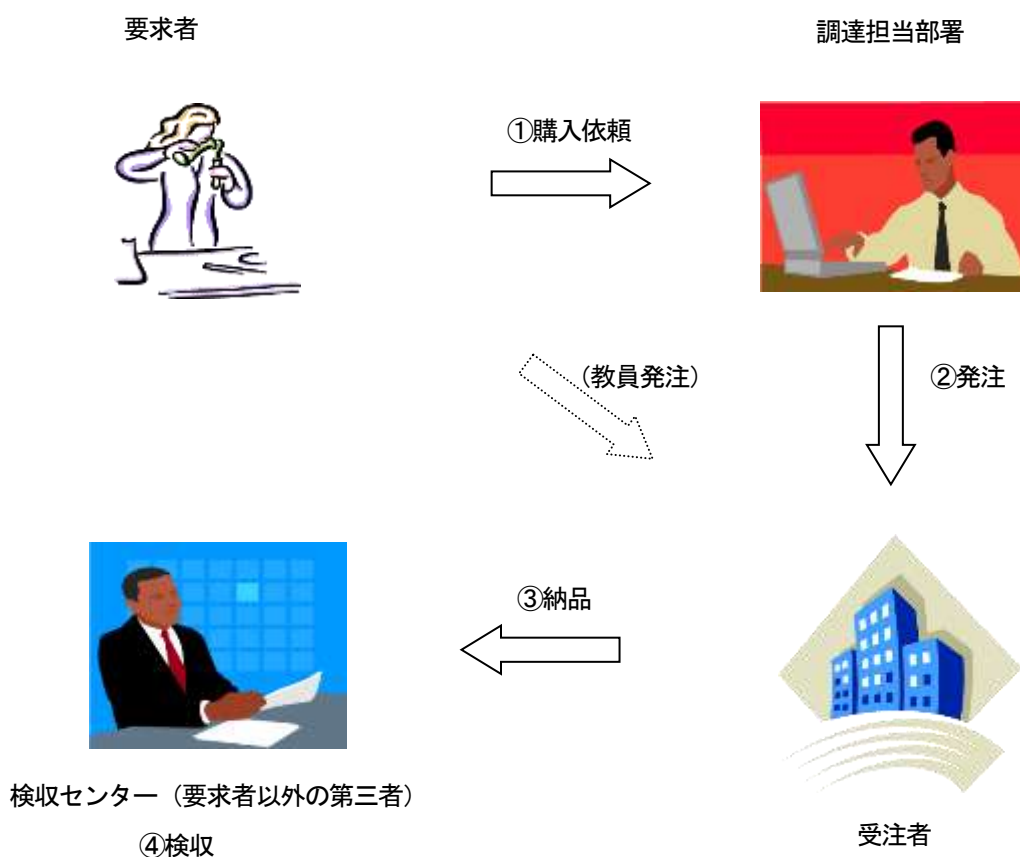 要求者
調達担当部署
①購入依頼
(教員発注)
②発注
③納品
検収センター（要求者以外の第三者）
④検収
受注者